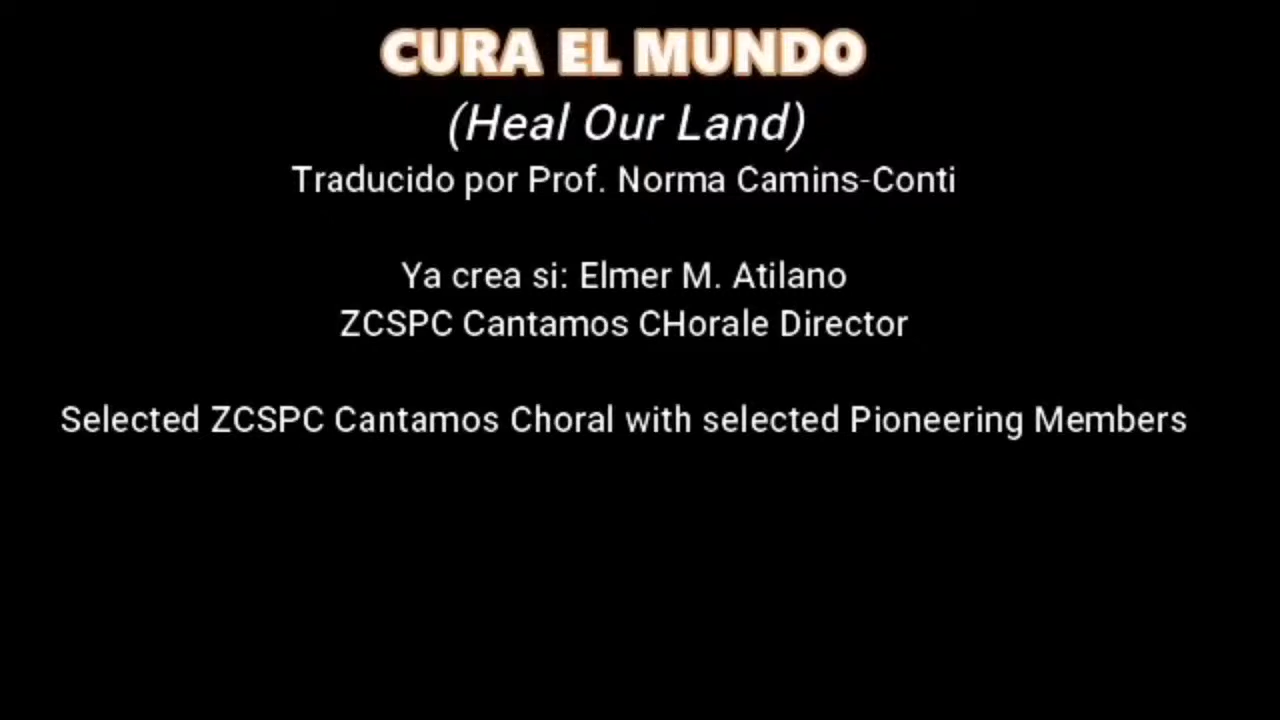 CURA EL MUNDO
(Heal Our Land)
Traducido por Prof. Norma Camins-Conti
Ya crea si: Elmer M. Atilano
ZCSPC Cantamos CHorale Director
Selected ZCSPC Cantamos Choral with selected Pioneering Members